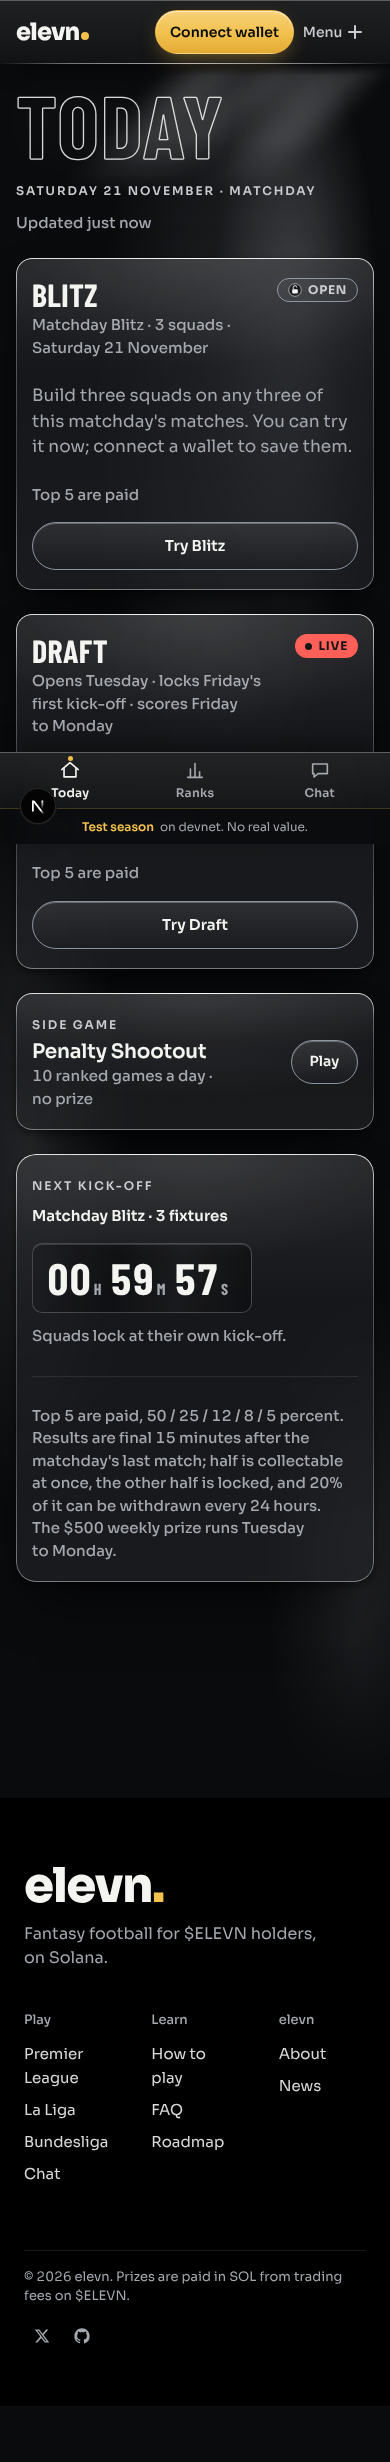 elevn.
Connect wallet
Menu
TODAY
SATURDAY 21 NOVEMBER · MATCHDAY
Updated just now
BLITZ
OPEN
Matchday Blitz · 3 squads ·
Saturday 21 November
Build three squads on any three of
this matchday's matches. You can try
it now; connect a wallet to save them.
Top 5 are paid
Try Blitz
DRAFT
LIVE
Opens Tuesday · locks Friday's
first kick-off · scores Friday
to Monday
N
Today
Ranks
Chat
Test season on devnet. No real value.
Top 5 are paid
Try Draft
SIDE GAME
Penalty Shootout
10 ranked games a day ·
no prize
Play
NEXT KICK-OFF
Matchday Blitz · 3 fixtures
00 H 59 M 57 S
Squads lock at their own kick-off.
Top 5 are paid, 50 / 25 / 12 / 8 / 5 percent.
Results are final 15 minutes after the
matchday's last match; half is collectable
at once, the other half is locked, and 20%
of it can be withdrawn every 24 hours.
The $500 weekly prize runs Tuesday
to Monday.
elevn.
Fantasy football for $ELEVN holders,
on Solana.
Play
Premier
League
La Liga
Bundesliga
Chat
Learn
How to
play
FAQ
Roadmap
elevn
About
News
© 2026 elevn. Prizes are paid in SOL from trading
fees on $ELEVN.